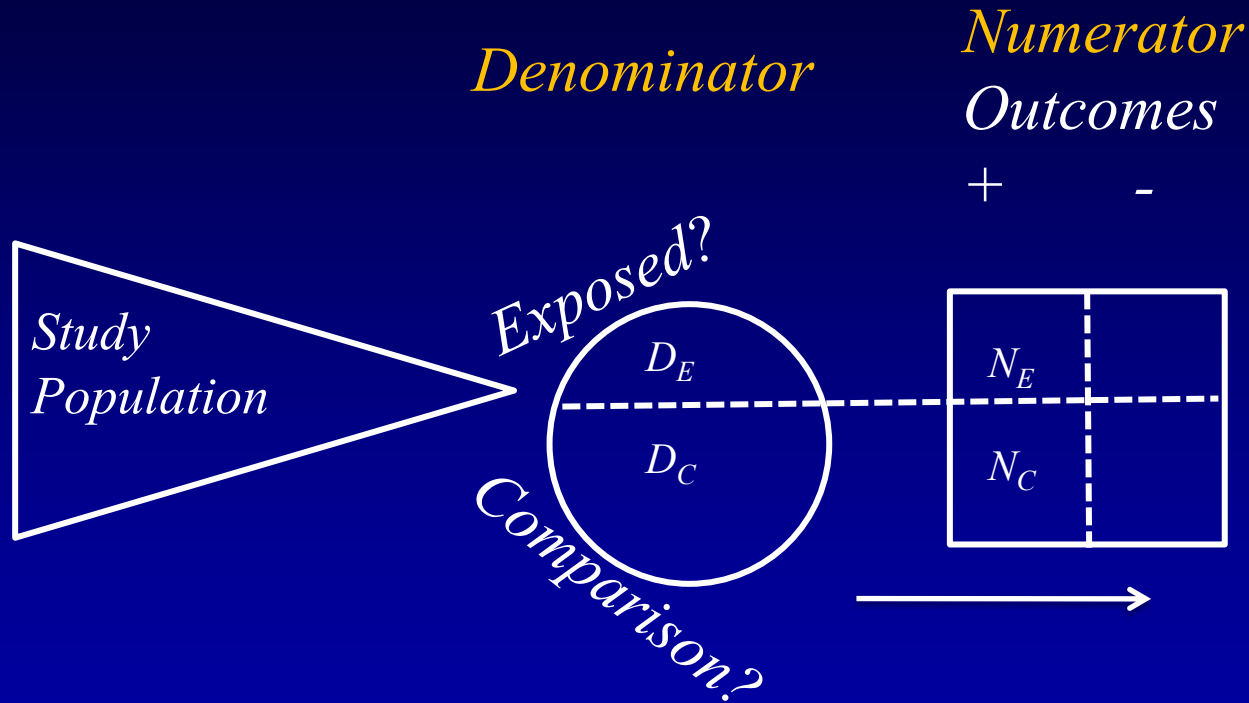 Denominator
Numerator
Outcomes
+ -
Study
Population
Exposed?
Comparison?
D_E
D_C
N_E
N_C